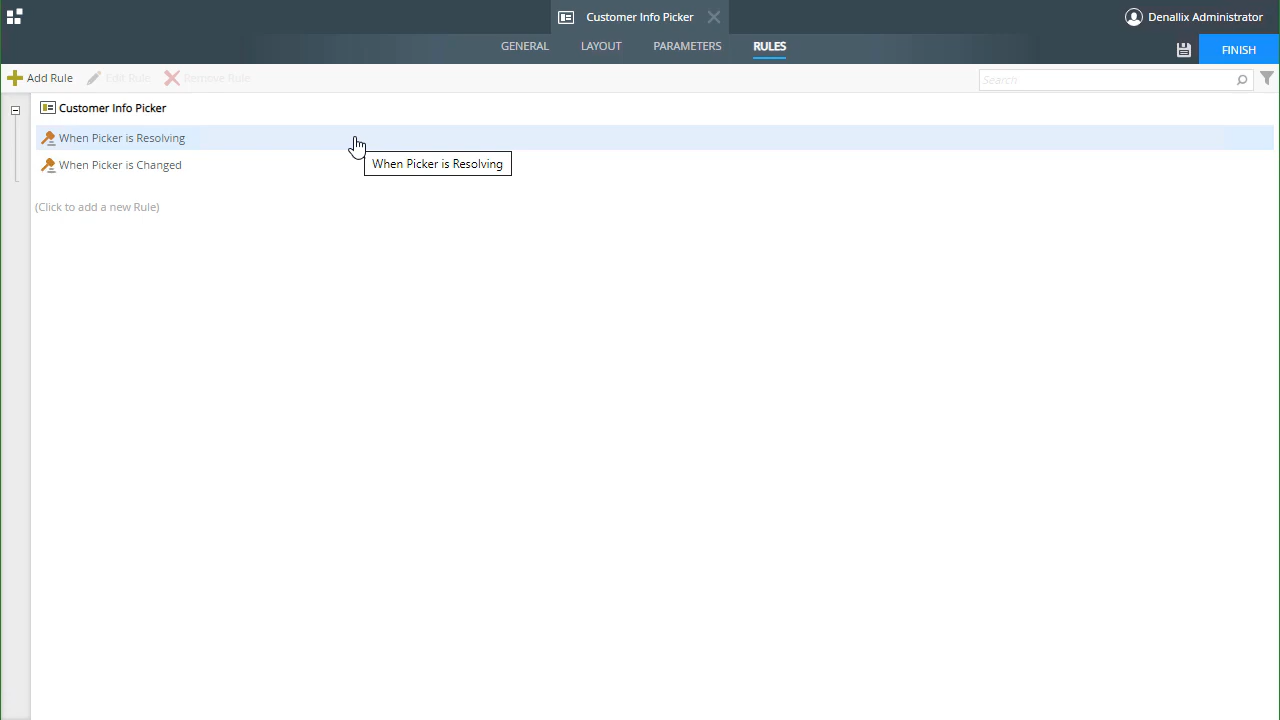 Customer Info Picker
Denallix Administrator
GENERAL LAYOUT PARAMETERS RULES
FINISH
Add Rule Edit Rule Remove Rule
Search
Customer Info Picker
When Picker is Resolving
When Picker is Resolving
When Picker is Changed
(Click to add a new Rule)